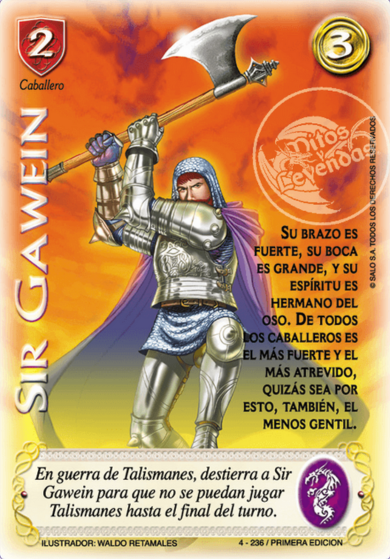 2
3
Caballero
Mitos
y
Leyendas
© SALO S.A. TODOS LOS DERECHOS RESERVADOS
SIR GAWEIN
SU BRAZO ES
FUERTE, SU BOCA
ES GRANDE, Y SU
ESPÍRITU ES
HERMANO DEL
OSO. DE TODOS
LOS CABALLEROS ES
EL MÁS FUERTE Y EL
MÁS ATREVIDO,
QUIZÁS SEA POR
ESTO, TAMBIÉN, EL
MENOS GENTIL.
En guerra de Talismanes, destierra a Sir
Gawein para que no se puedan jugar
Talismanes hasta el final del turno.
ILUSTRADOR: WALDO RETAMALES
4 - 236 / PRIMERA EDICION